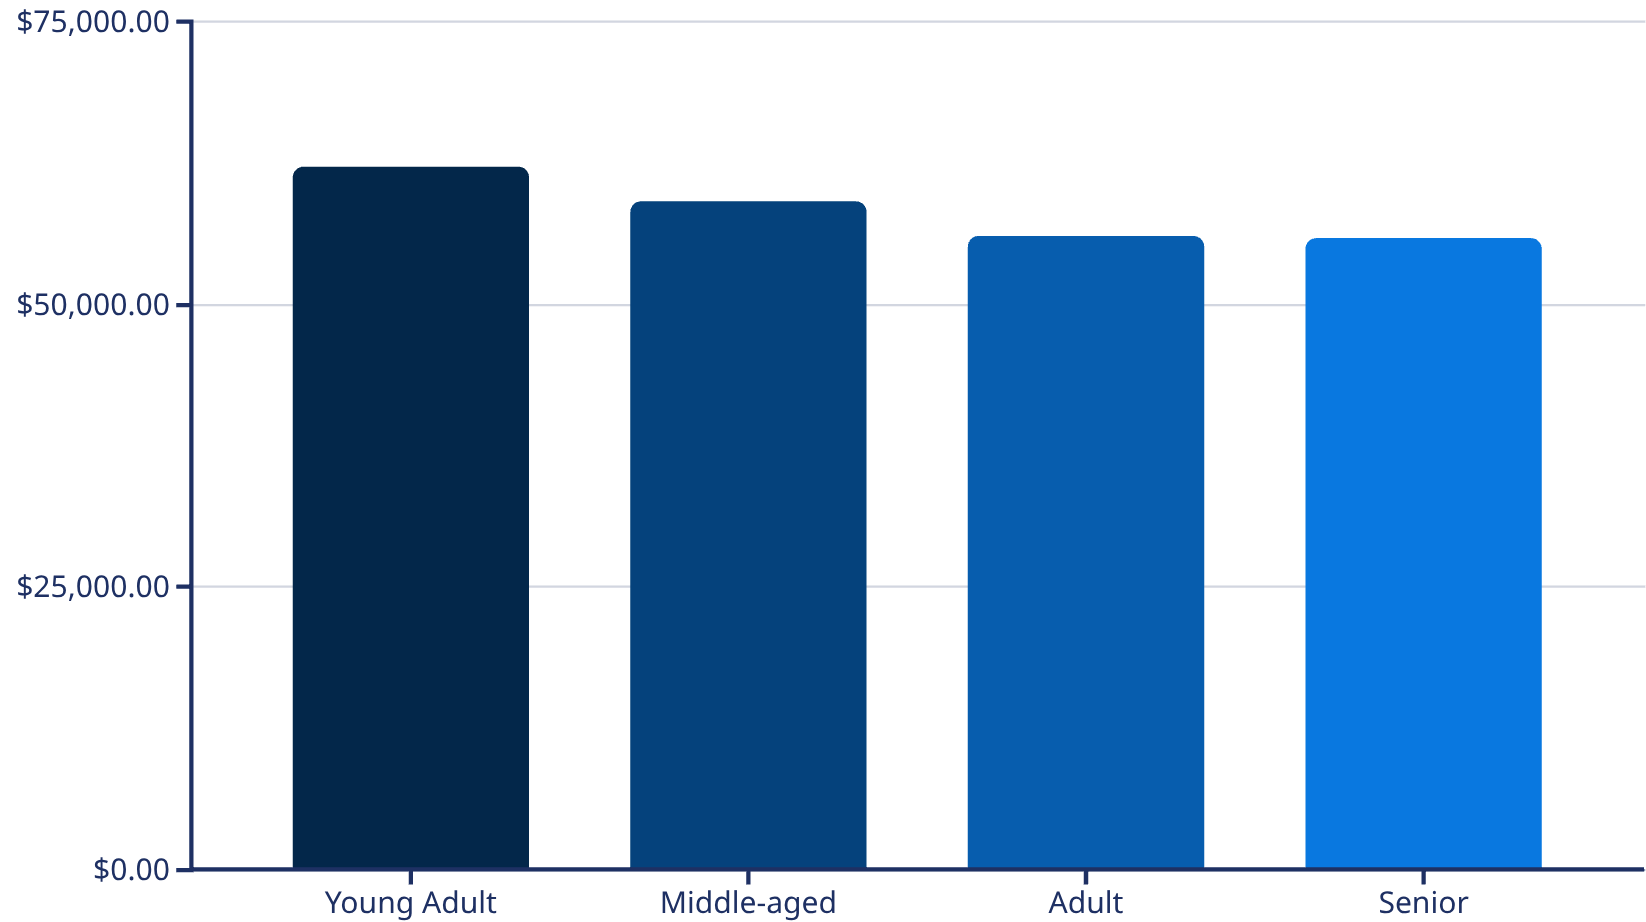 $75,000.00
$50,000.00
$25,000.00
$0.00
Young Adult
Middle-aged
Adult
Senior